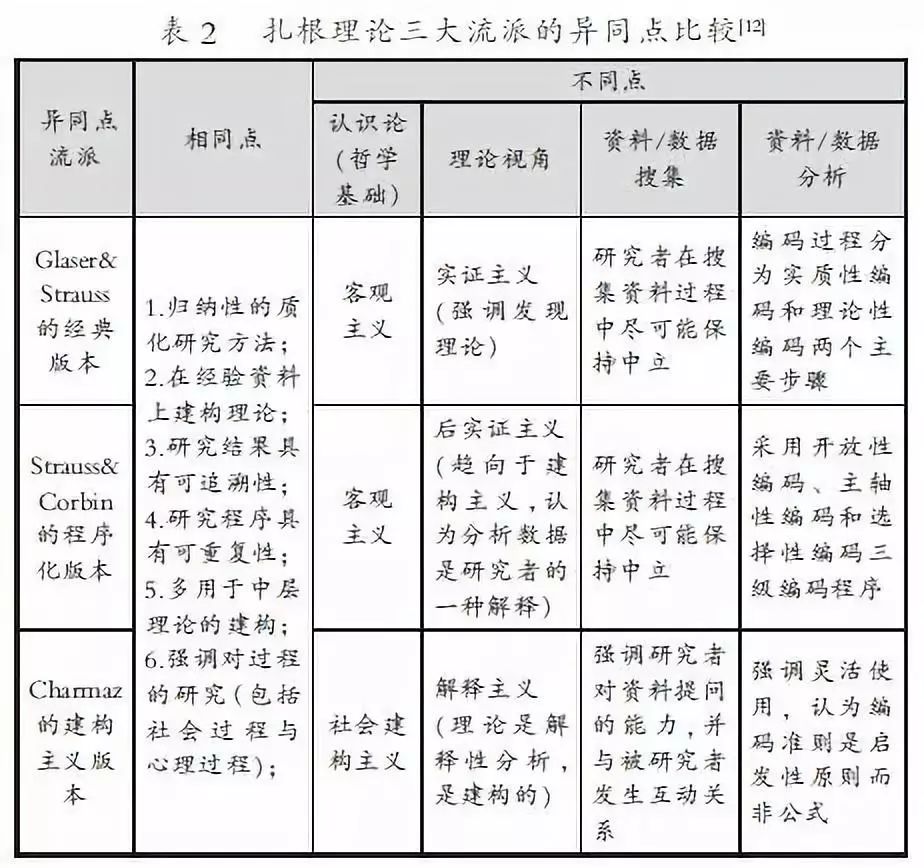 表 2 扎根理论三大流派的异同点比较[12]
异同点
流派
相同点
不同点
认识论
(哲学
基础)
理论视角
资料/数据
搜集
资料/数据
分析
Glaser&
Strauss
的经典
版本
1.归纳性的质
化研究方法；
2.在经验资料
上建构理论；
3.研究结果具
有可追溯性；
4.研究程序具
有可重复性；
5.多用于中层
理论的建构；
6.强调对过程
的研究(包括
社会过程与
心理过程)；
客观
主义
实证主义
(强调发现
理论)
研究者在搜
集资料过程
中尽可能保
持中立
编码过程分
为实质性编
码和理论性
编码两个主
要步骤
Strauss&
Corbin
的程序
化版本
客观
主义
后实证主义
(趋向于建
构主义,认
为分析数据
是研究者的
一种解释)
研究者在搜
集资料过程
中尽可能保
持中立
采用开放性
编码、主轴
性编码和选
择性编码三
级编码程序
Charmaz
的建构
主义版
本
社会建
构主义
解释主义
(理论是解
释性分析,
是建构的)
强调研究者
对资料提问
的能力,并
与被研究者
发生互动关
系
强调灵活使
用，认为编
码准则是启
发性原则而
非公式